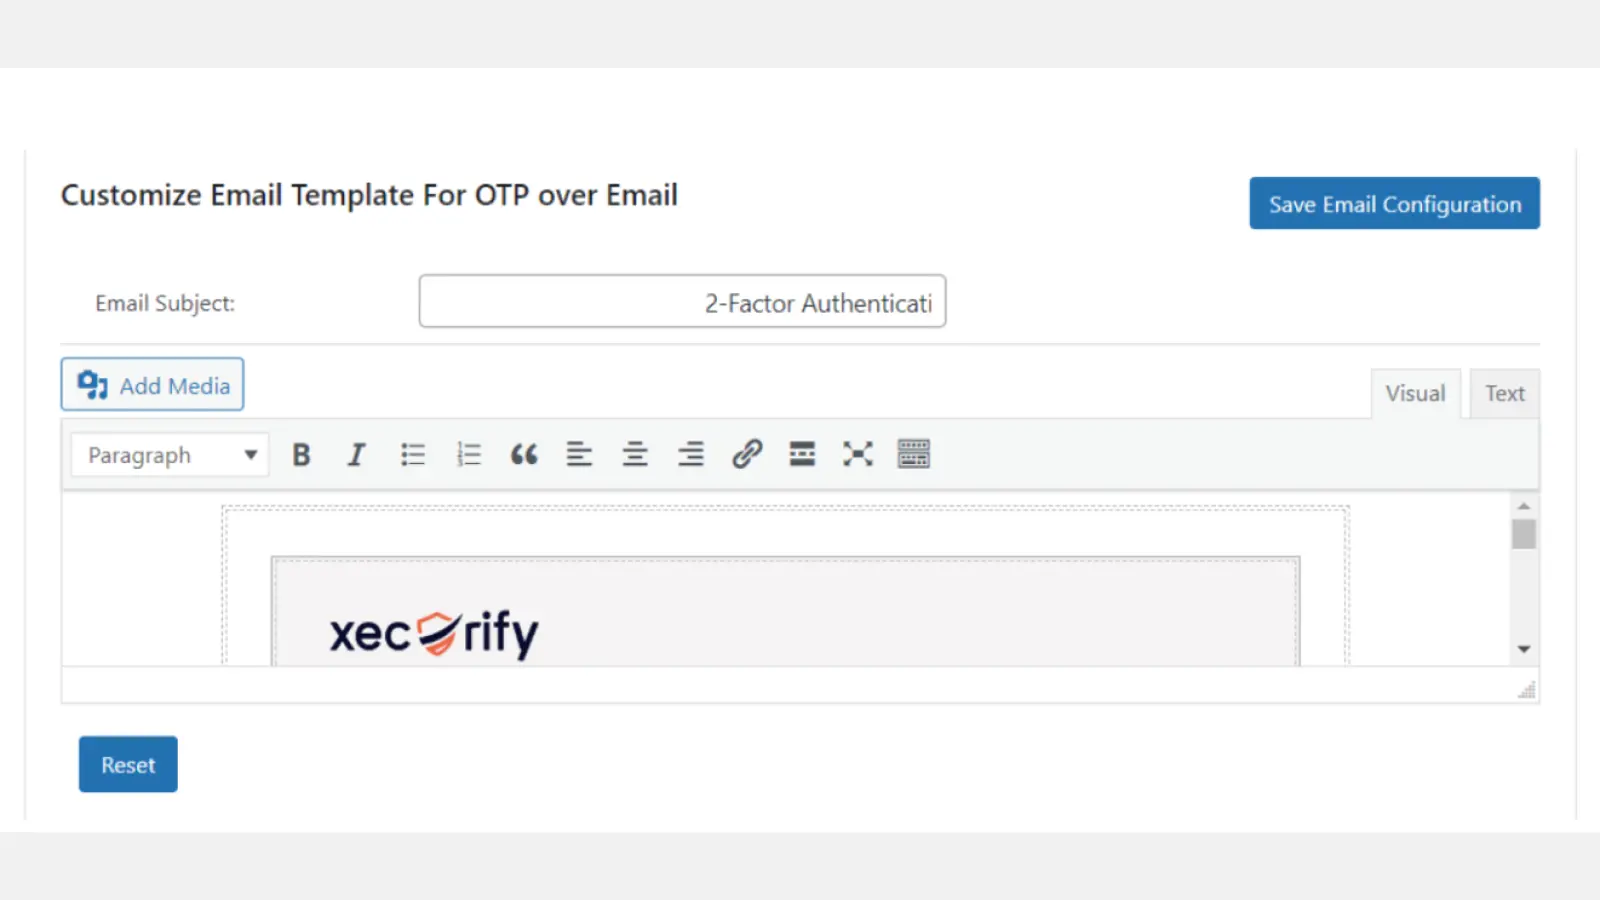 Customize Email Template For OTP over Email
Save Email Configuration
Email Subject:
2-Factor Authenticati
Add Media
Visual
Text
Paragraph
xecurify
Reset